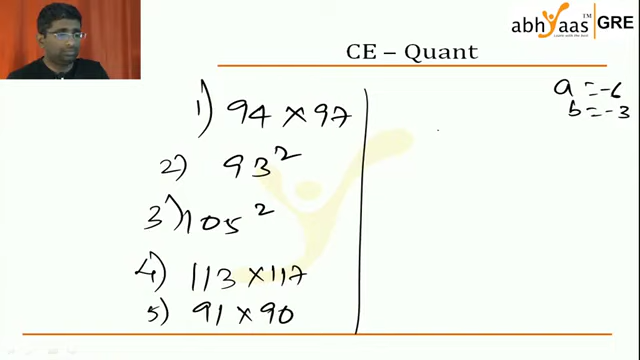 abhyaas™ GRE
Learn with the best
CE – Quant
a = -6
b = -3
1) 94 × 97
2) 93²
3) 105²
4) 113 × 117
5) 91 × 90